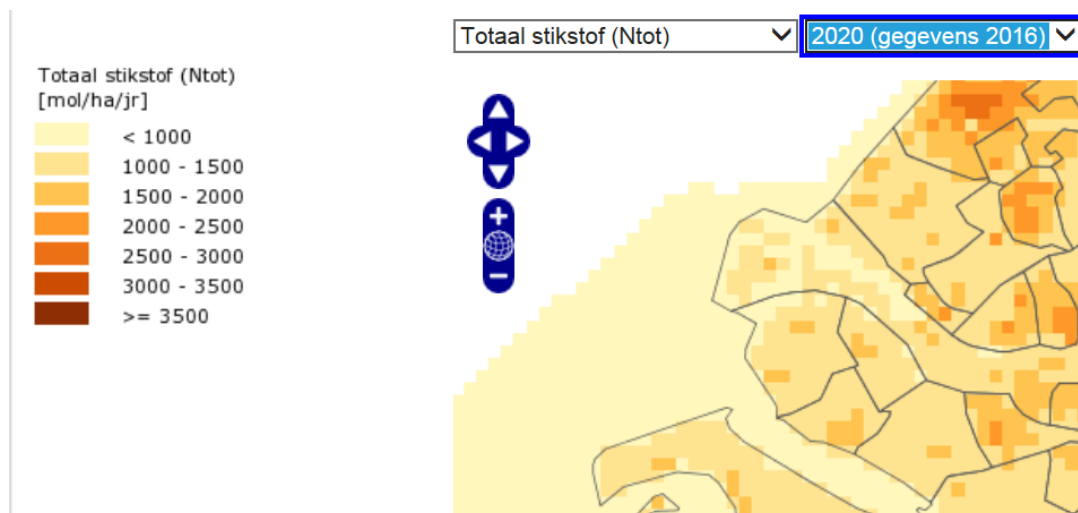 Totaal stikstof (Ntot)
2020 (gegevens 2016)
Totaal stikstof (Ntot)
[mol/ha/jr]
< 1000
1000 - 1500
1500 - 2000
2000 - 2500
2500 - 3000
3000 - 3500
>= 3500